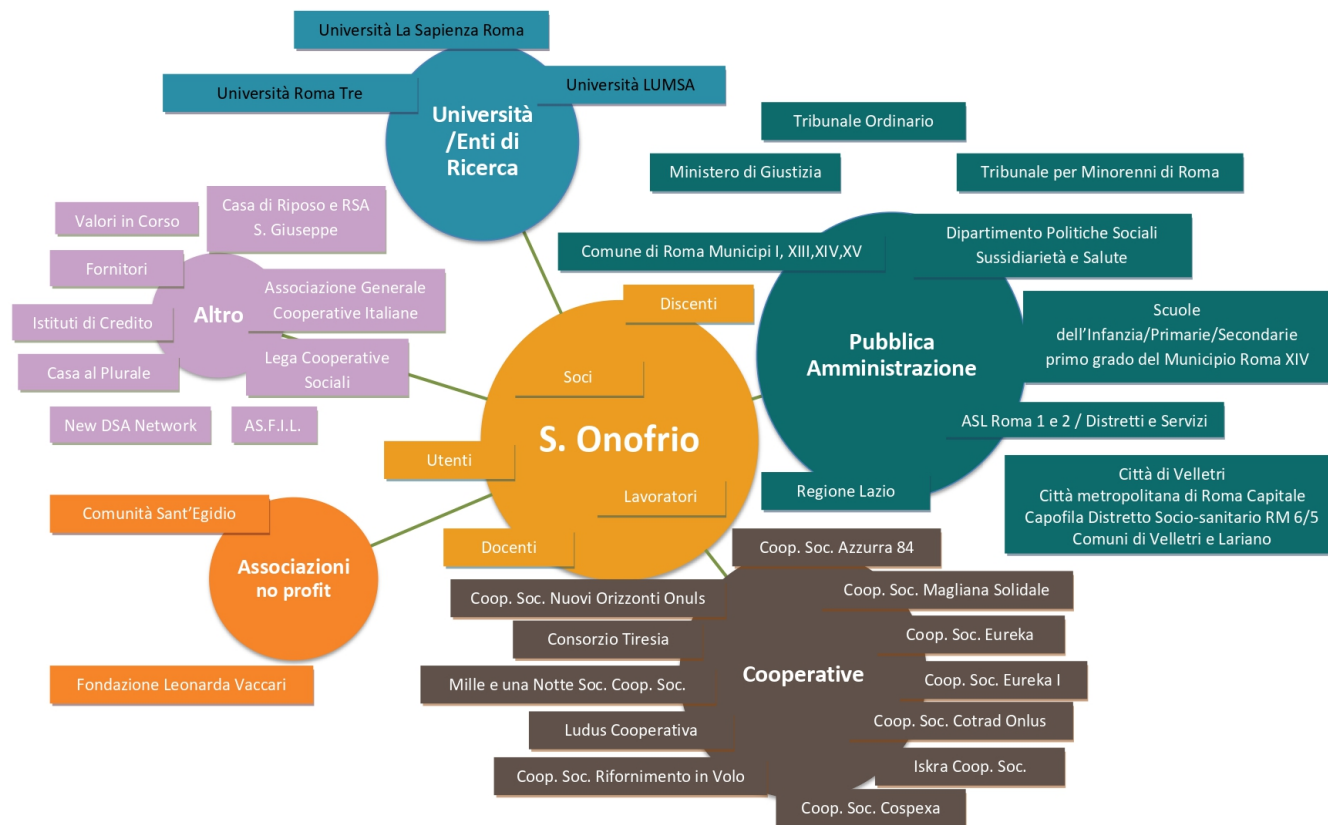 Università La Sapienza Roma
Università Roma Tre
Università LUMSA
Università
/Enti di
Ricerca
Tribunale Ordinario
Ministero di Giustizia
Tribunale per Minorenni di Roma
Comune di Roma Municipi I, XIII,XIV,XV
Dipartimento Politiche Sociali
Sussidiarietà e Salute
Scuole
dell’Infanzia/Primarie/Secondarie
primo grado del Municipio Roma XIV
Pubblica
Amministrazione
ASL Roma 1 e 2 / Distretti e Servizi
Regione Lazio
Città di Velletri
Città metropolitana di Roma Capitale
Capofila Distretto Socio-sanitario RM 6/5
Comuni di Velletri e Lariano
Valori in Corso
Casa di Riposo e RSA
S. Giuseppe
Fornitori
Altro
Associazione Generale
Cooperative Italiane
Istituti di Credito
Casa al Plurale
Lega Cooperative
Sociali
New DSA Network
AS.F.I.L.
Discenti
Soci
S. Onofrio
Utenti
Lavoratori
Docenti
Comunità Sant’Egidio
Associazioni
no profit
Fondazione Leonarda Vaccari
Coop. Soc. Azzurra 84
Coop. Soc. Nuovi Orizzonti Onuls
Coop. Soc. Magliana Solidale
Consorzio Tiresia
Coop. Soc. Eureka
Cooperative
Mille e una Notte Soc. Coop. Soc.
Coop. Soc. Eureka I
Ludus Cooperativa
Coop. Soc. Cotrad Onlus
Coop. Soc. Rifornimento in Volo
Iskra Coop. Soc.
Coop. Soc. Cospexa